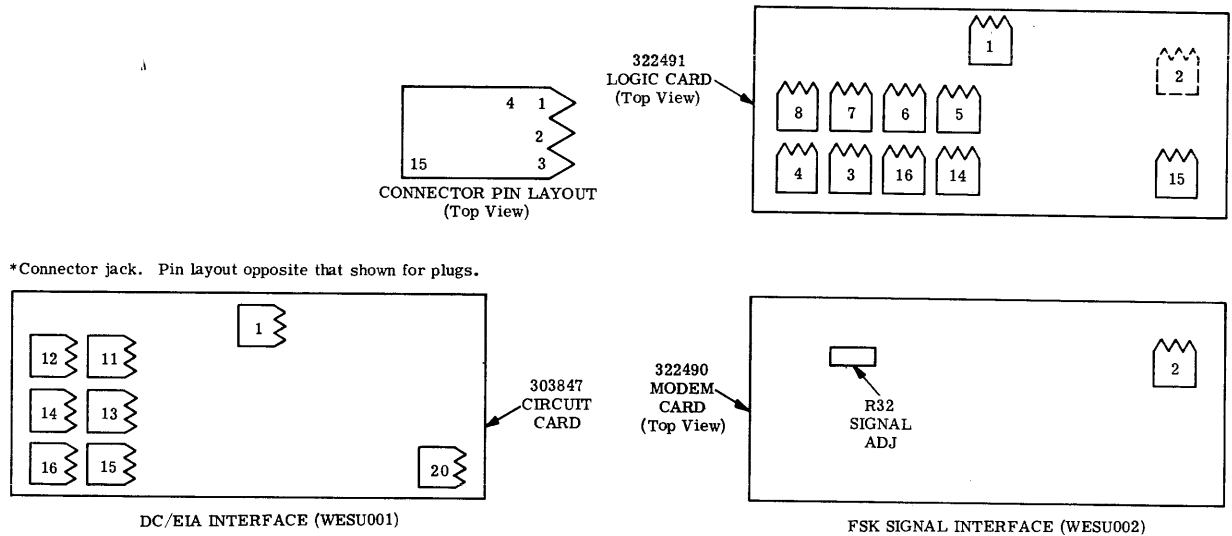 322491
LOGIC CARD
(Top View)
1
2
8 7 6 5
4 3 16 14
15
4 1
2
15 3
CONNECTOR PIN LAYOUT
(Top View)
*Connector jack. Pin layout opposite that shown for plugs.
1
12 11
14 13
16 15
20
303847
CIRCUIT
CARD
DC/EIA INTERFACE (WESU001)
322490
MODEM
CARD
(Top View)
R32
SIGNAL
ADJ
2
FSK SIGNAL INTERFACE (WESU002)